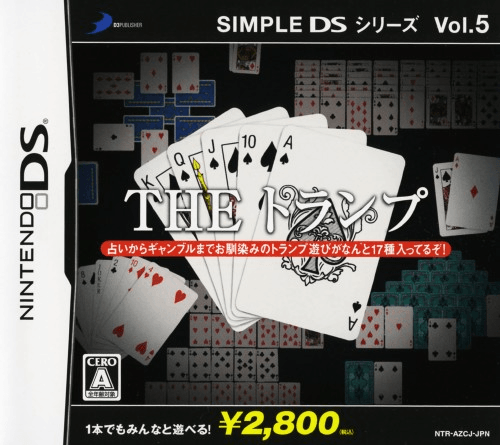 D3PUBLISHER
SIMPLE DS シリーズ Vol.5
NINTENDO DS®
K Q J 10 A
THE トランプ
占いからギャンブルまでお馴染みのトランプ遊びがなんと17種入ってるぞ!
CERO
A
全年齢対象
1本でもみんなと遊べる! ¥2,800(税込)
NTR-AZCJ-JPN